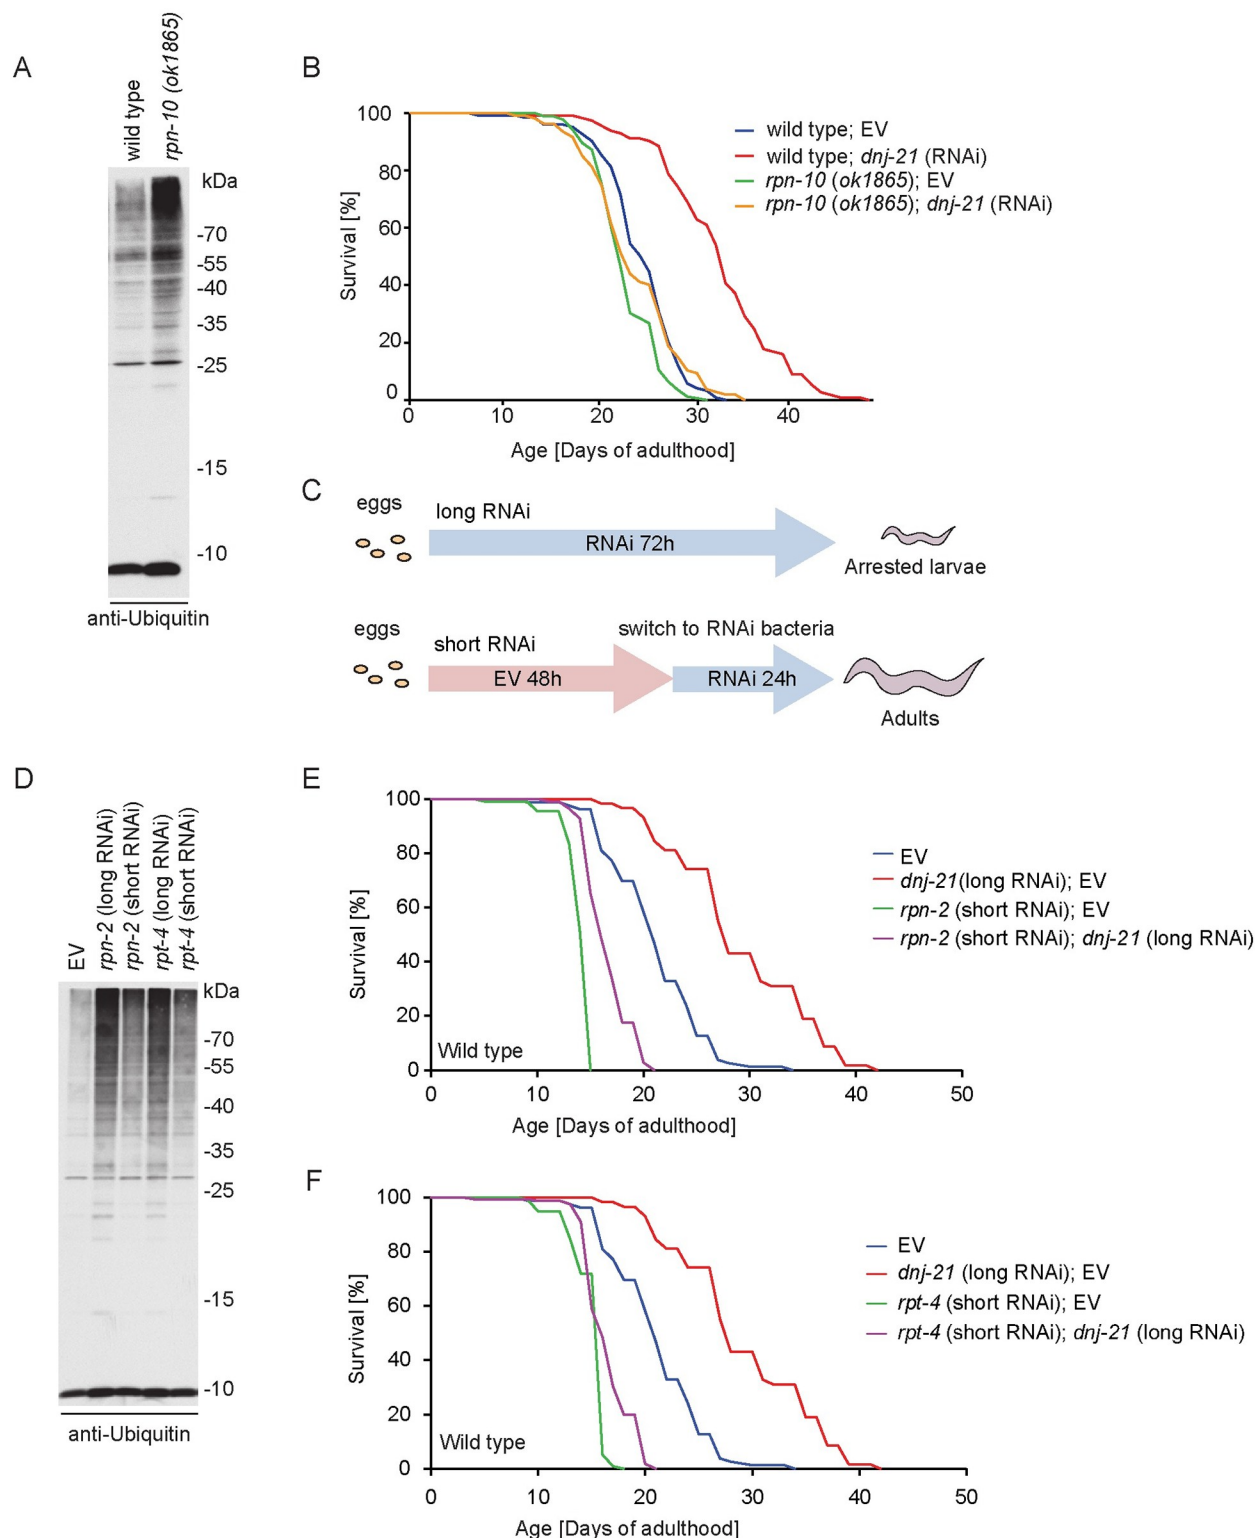 A
wild type
rpn-10 (ok1865)
kDa
-70
-55
-40
-35
-25
-15
-10
anti-Ubiquitin
B
100
80
60
40
20
0
Survival [%]
0 10 20 30 40
Age [Days of adulthood]
wild type; EV
wild type; dnj-21 (RNAi)
rpn-10 (ok1865); EV
rpn-10 (ok1865); dnj-21 (RNAi)
C
eggs
long RNAi
RNAi 72h
Arrested larvae
eggs
short RNAi
switch to RNAi bacteria
EV 48h
RNAi 24h
Adults
D
EV
rpn-2 (long RNAi)
rpn-2 (short RNAi)
rpt-4 (long RNAi)
rpt-4 (short RNAi)
kDa
-70
-55
-40
-35
-25
-15
-10
anti-Ubiquitin
E
100
80
60
40
20
0
Survival [%]
Wild type
0 10 20 30 40 50
Age [Days of adulthood]
EV
dnj-21(long RNAi); EV
rpn-2 (short RNAi); EV
rpn-2 (short RNAi); dnj-21 (long RNAi)
F
100
80
60
40
20
0
Survival [%]
Wild type
0 10 20 30 40 50
Age [Days of adulthood]
EV
dnj-21 (long RNAi); EV
rpt-4 (short RNAi); EV
rpt-4 (short RNAi); dnj-21 (long RNAi)